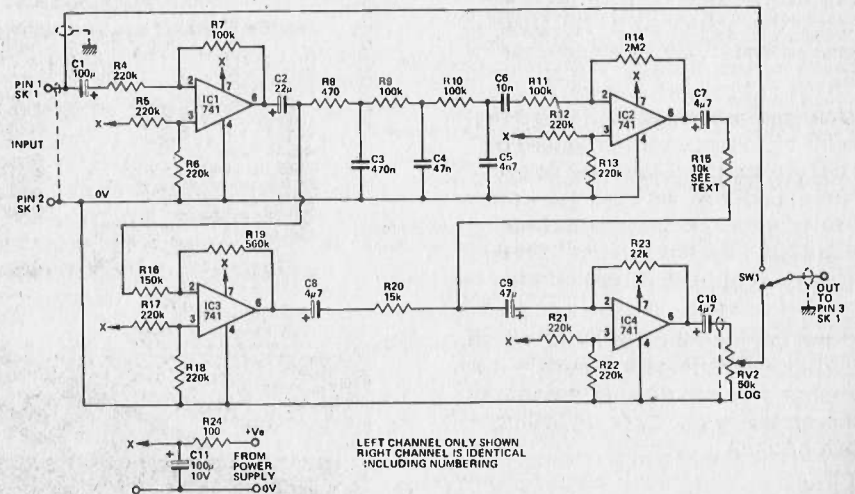 R7
100k
R14
2M2
C1
100µ
R4
220k
PIN 1
SK 1
X
7
2
IC1
741
6
3
4
C2
22µ
R8
470
R9
100k
R10
100k
C6
10n
R11
100k
X
7
2
IC2
741
6
3
4
C7
4µ7
R5
220k
X
R12
220k
X
INPUT
R6
220k
C3
470n
C4
47n
C5
4n7
R13
220k
R15
10k
SEE
TEXT
PIN 2
SK 1
0V
R19
560k
R23
22k
SW1
R16
150k
X
7
2
IC3
741
6
3
4
C8
4µ7
R20
15k
C9
47µ
X
7
2
IC4
741
6
3
4
C10
4µ7
OUT
TO
PIN 3
SK 1
R17
220k
X
R21
220k
X
R18
220k
R22
220k
RV2
50k
LOG
R24
100
+Ve
X
C11
100µ
10V
FROM
POWER
SUPPLY
0V
LEFT CHANNEL ONLY SHOWN
RIGHT CHANNEL IS IDENTICAL
INCLUDING NUMBERING